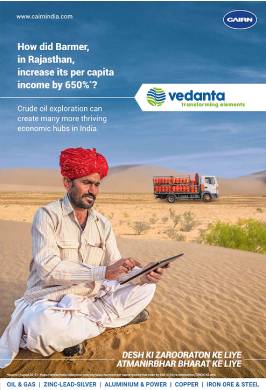 www.cairnindia.com
CAIRN
How did Barmer,
in Rajasthan,
increase its per capita
income by 650%*?
vedanta
transforming elements
Crude oil exploration can
create many more thriving
economic hubs in India.
DESH KI ZAROORATON KE LIYE
ATMANIRBHAR BHARAT KE LIYE
OIL & GAS | ZINC-LEAD-SILVER | ALUMINIUM & POWER | COPPER | IRON ORE & STEEL